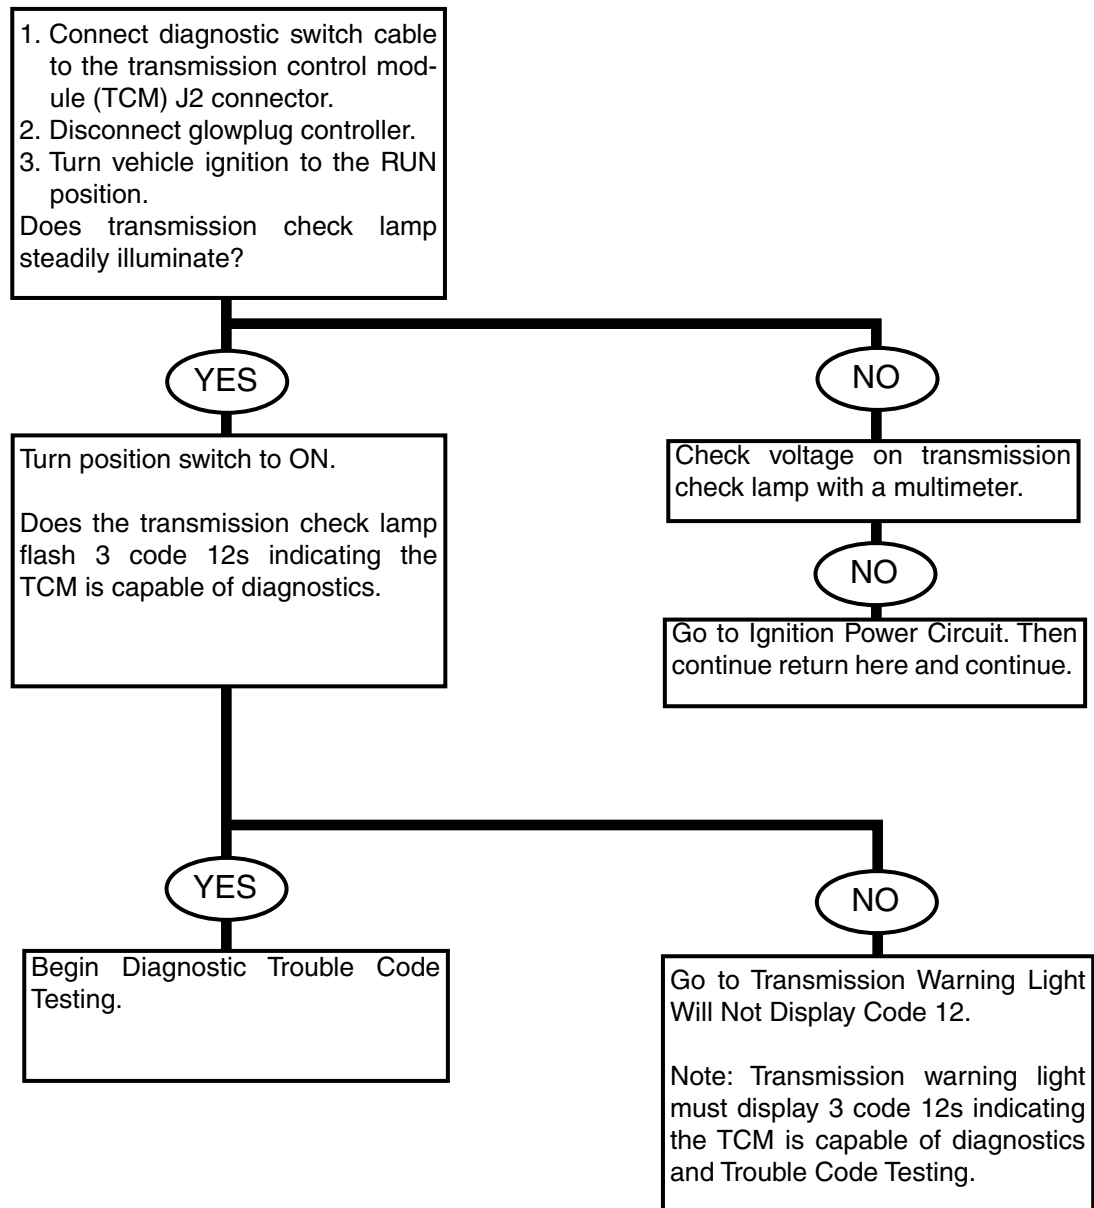 1. Connect diagnostic switch cable
to the transmission control mod-
ule (TCM) J2 connector.
2. Disconnect glowplug controller.
3. Turn vehicle ignition to the RUN
position.
Does transmission check lamp
steadily illuminate?
YES
NO
Turn position switch to ON.
Does the transmission check lamp
flash 3 code 12s indicating the
TCM is capable of diagnostics.
Check voltage on transmission
check lamp with a multimeter.
NO
Go to Ignition Power Circuit. Then
continue return here and continue.
YES
NO
Begin Diagnostic Trouble Code
Testing.
Go to Transmission Warning Light
Will Not Display Code 12.
Note: Transmission warning light
must display 3 code 12s indicating
the TCM is capable of diagnostics
and Trouble Code Testing.